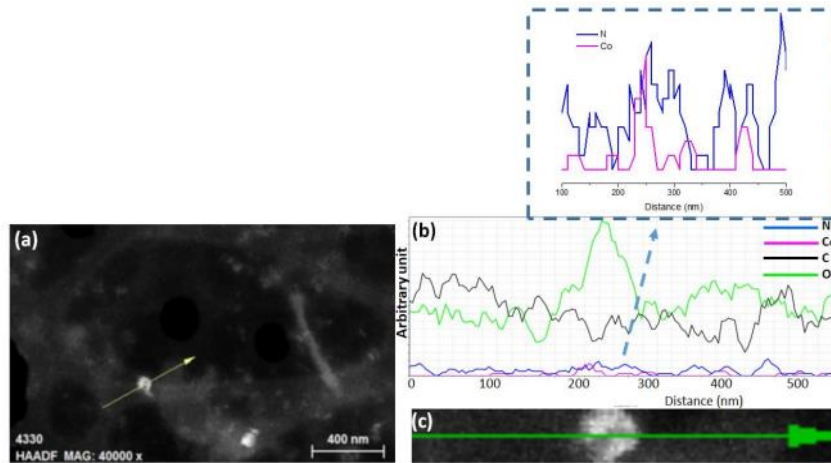 N
Co
100 200 300 400 500
Distance (nm)
(a)
4330
HAADF MAG: 40000 x
400 nm
(b)
N
Co
C
O
Arbitrary unit
0 100 200 300 400 500
Distance (nm)
(c)